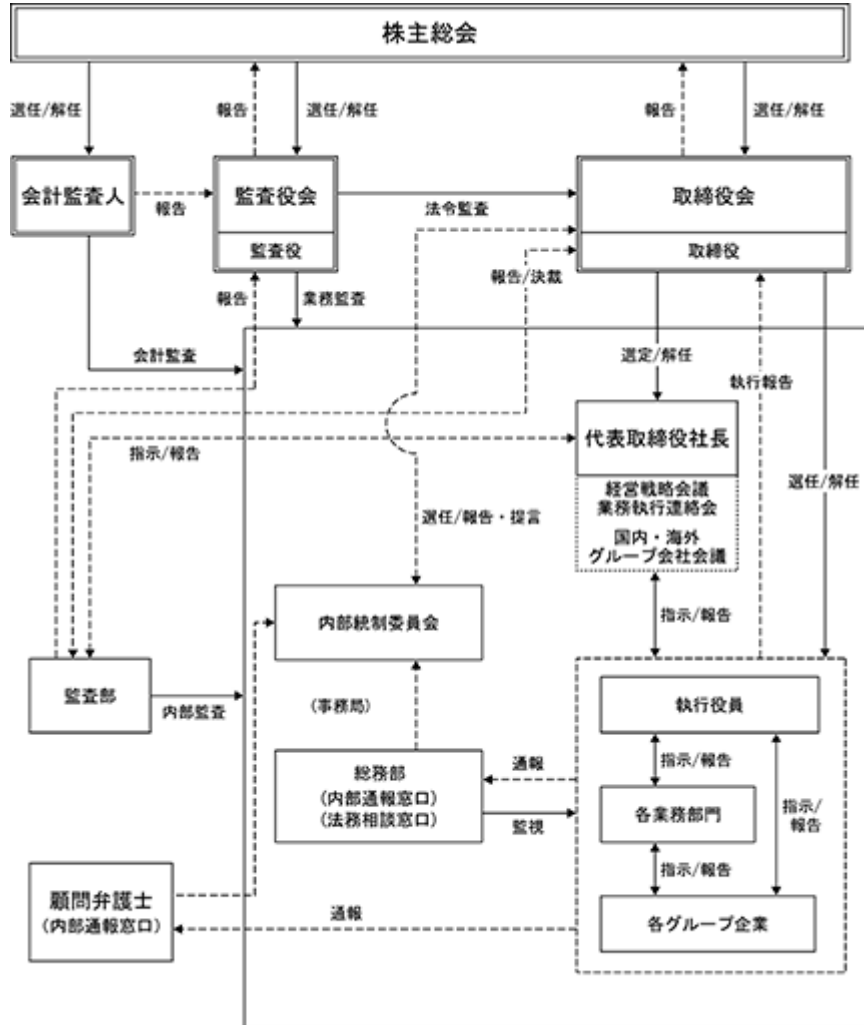 株主総会
選任/解任
報告
選任/解任
報告
選任/解任
会計監査人
報告
監査役会
監査役
法令監査
取締役会
取締役
報告
業務監査
報告/決裁
会計監査
選定/解任
執行報告
指示/報告
代表取締役社長
経営戦略会議
業務執行連絡会
国内・海外
グループ会社会議
選任/解任
選任/報告・提言
内部統制委員会
指示/報告
監査部
内部監査
(事務局)
執行役員
総務部
(内部通報窓口)
(法務相談窓口)
通報
監視
指示/報告
各業務部門
指示/
報告
指示/報告
顧問弁護士
(内部通報窓口)
通報
各グループ企業